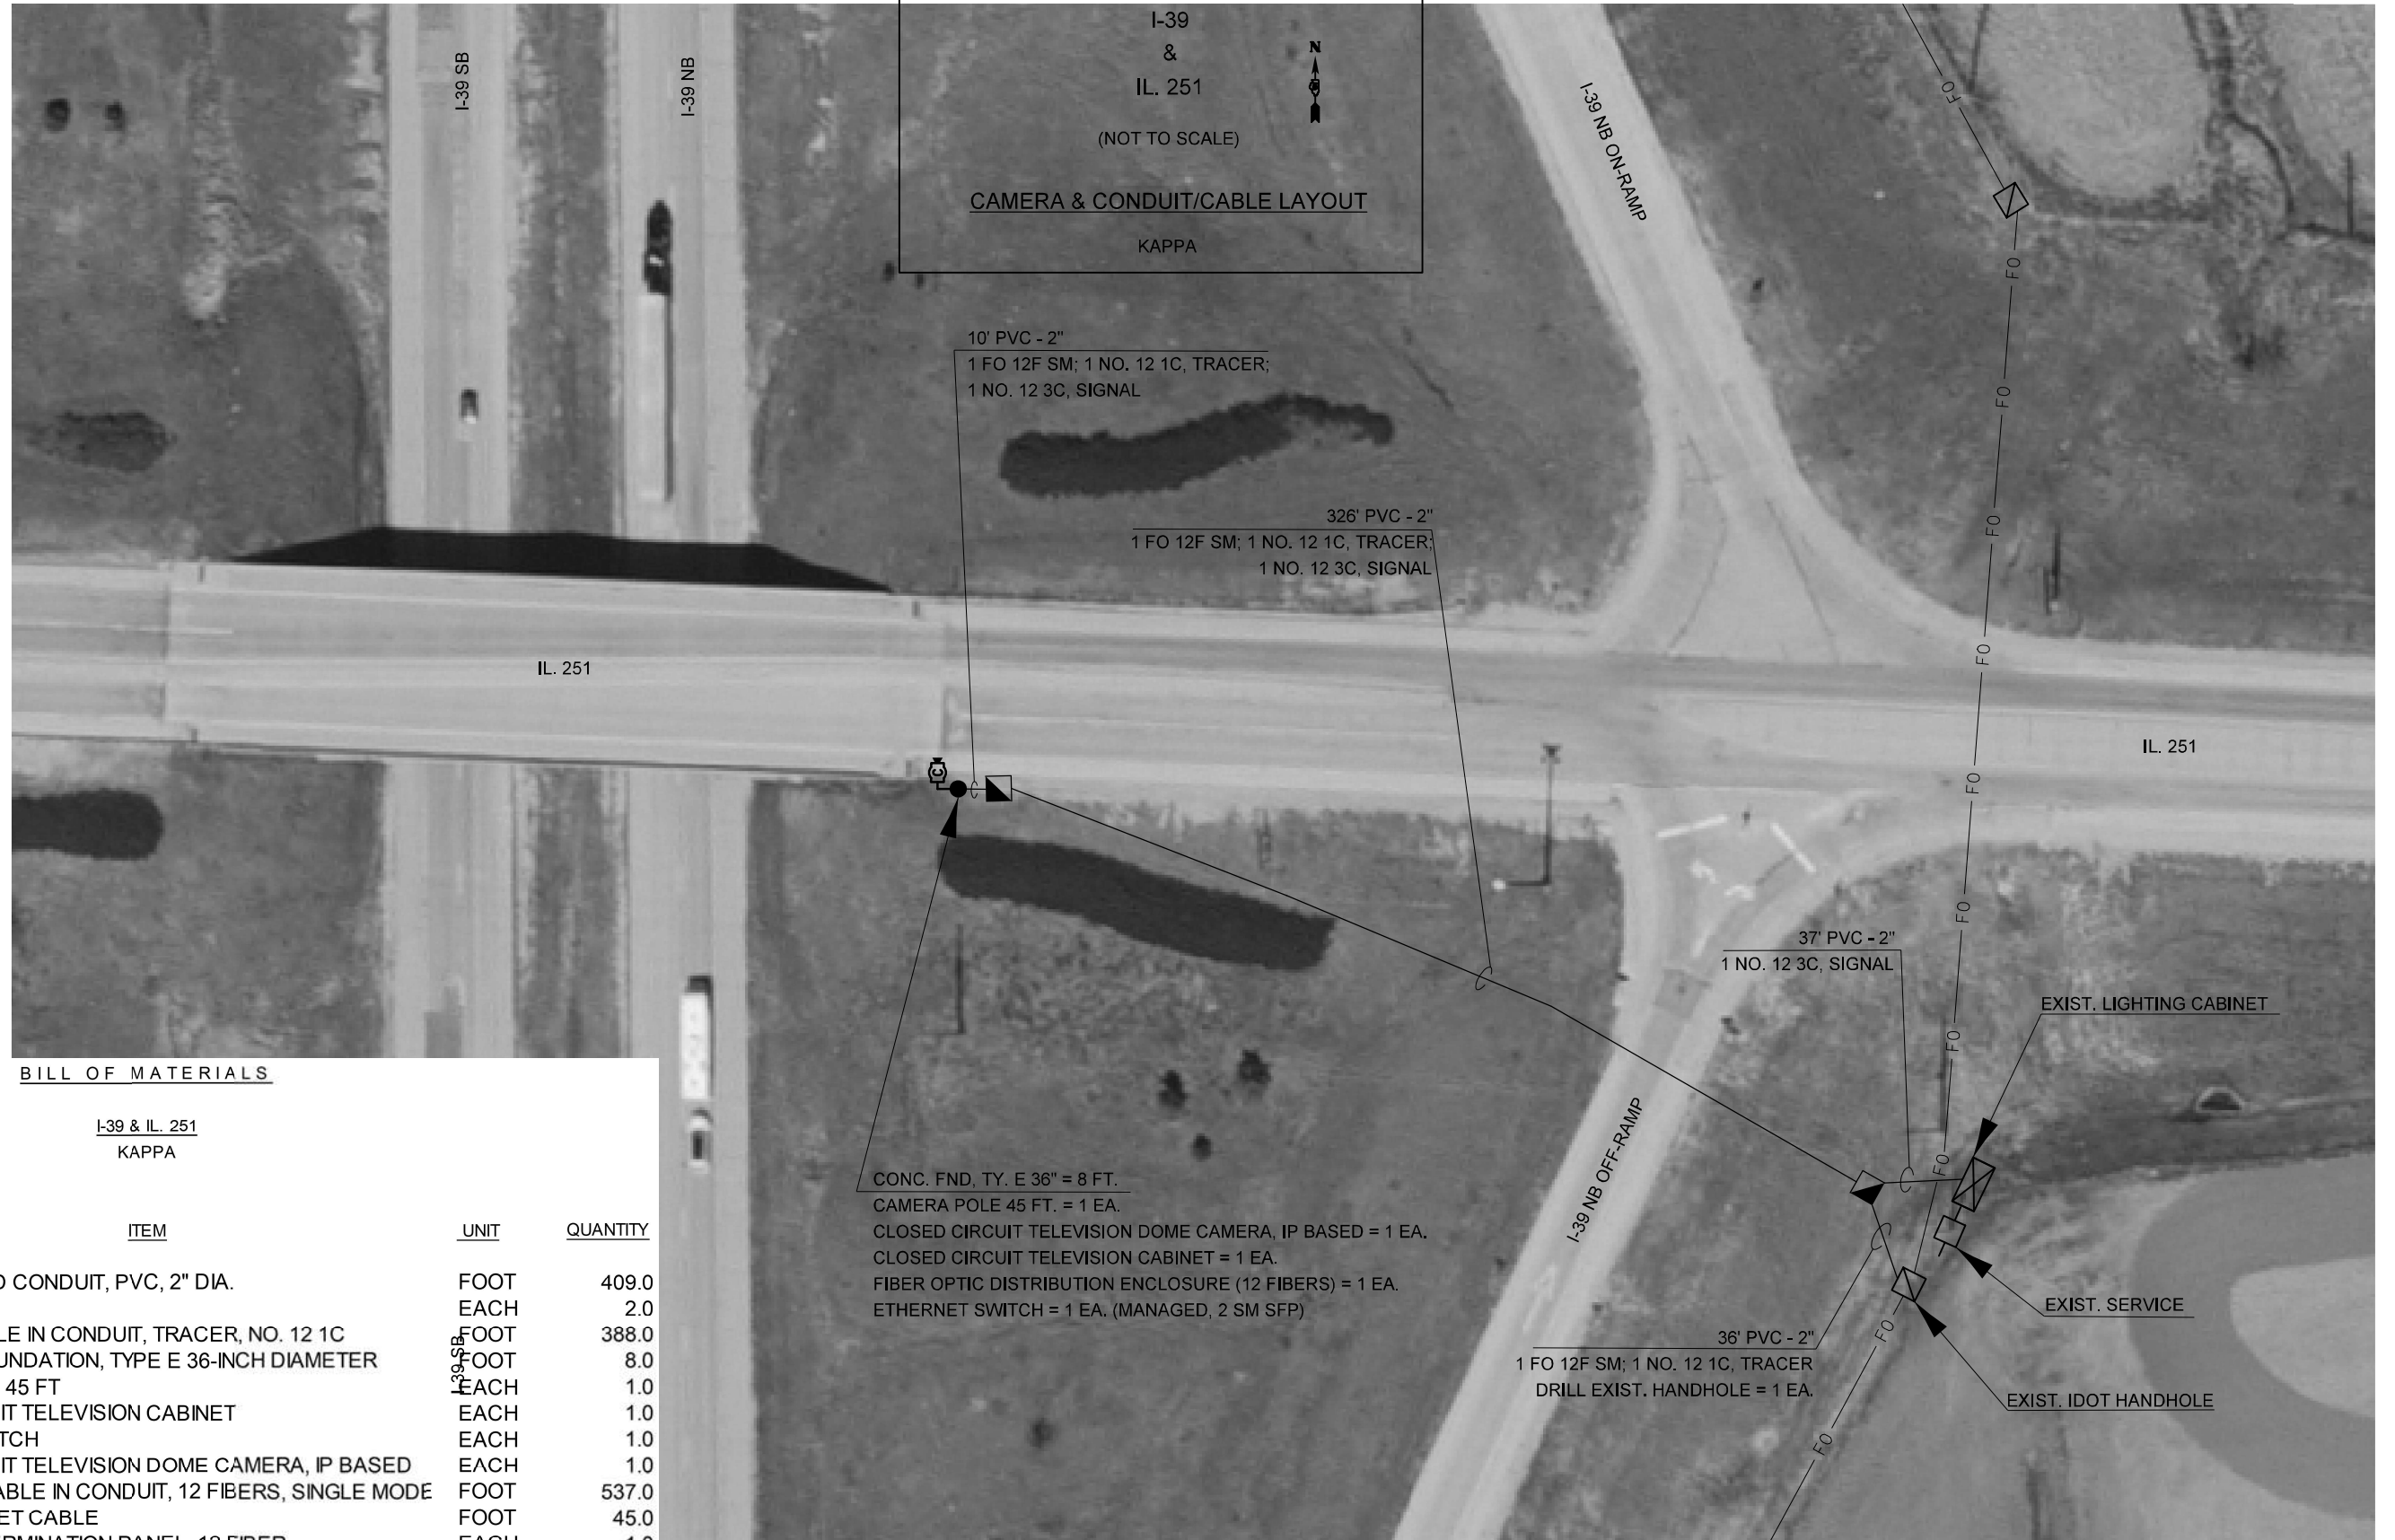 I-39
&
IL. 251
N
(NOT TO SCALE)
CAMERA & CONDUIT/CABLE LAYOUT
KAPPA
I-39 SB
I-39 NB
I-39 NB ON-RAMP
FO
FO
FO
FO
FO
FO
FO
FO
FO
FO
FO
10' PVC - 2"
1 FO 12F SM; 1 NO. 12 1C, TRACER;
1 NO. 12 3C, SIGNAL
326' PVC - 2"
1 FO 12F SM; 1 NO. 12 1C, TRACER;
1 NO. 12 3C, SIGNAL
IL. 251
IL. 251
C
37' PVC - 2"
1 NO. 12 3C, SIGNAL
EXIST. LIGHTING CABINET
I-39 NB OFF-RAMP
CONC. FND, TY. E 36" = 8 FT.
CAMERA POLE 45 FT. = 1 EA.
CLOSED CIRCUIT TELEVISION DOME CAMERA, IP BASED = 1 EA.
CLOSED CIRCUIT TELEVISION CABINET = 1 EA.
FIBER OPTIC DISTRIBUTION ENCLOSURE (12 FIBERS) = 1 EA.
ETHERNET SWITCH = 1 EA. (MANAGED, 2 SM SFP)
EXIST. SERVICE
36' PVC - 2"
1 FO 12F SM; 1 NO. 12 1C, TRACER
DRILL EXIST. HANDHOLE = 1 EA.
EXIST. IDOT HANDHOLE
BILL OF MATERIALS
I-39 & IL. 251
KAPPA
ITEM UNIT QUANTITY
CONDUIT, PVC, 2" DIA. FOOT 409.0
EACH 2.0
IN CONDUIT, TRACER, NO. 12 1C FOOT 388.0
I-39 SB
TYPE E 36-INCH DIAMETER FOOT 8.0
45 FT EACH 1.0
TELEVISION CABINET EACH 1.0
EACH 1.0
TELEVISION DOME CAMERA, IP BASED EACH 1.0
IN CONDUIT, 12 FIBERS, SINGLE MODE FOOT 537.0
CABLE FOOT 45.0